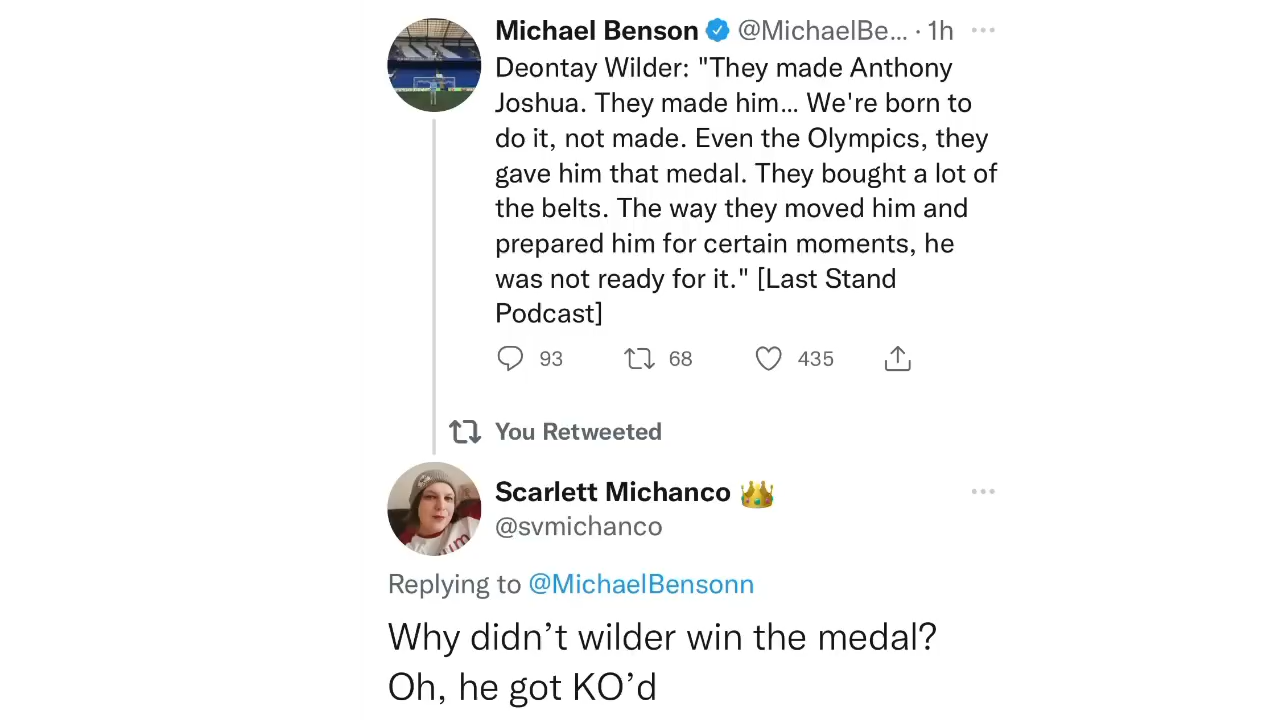 Michael Benson @MichaelBe... · 1h
Deontay Wilder: "They made Anthony
Joshua. They made him... We're born to
do it, not made. Even the Olympics, they
gave him that medal. They bought a lot of
the belts. The way they moved him and
prepared him for certain moments, he
was not ready for it." [Last Stand
Podcast]
93 68 435
You Retweeted
Scarlett Michanco 👑
@svmichanco
Replying to @MichaelBensonn
Why didn’t wilder win the medal?
Oh, he got KO’d